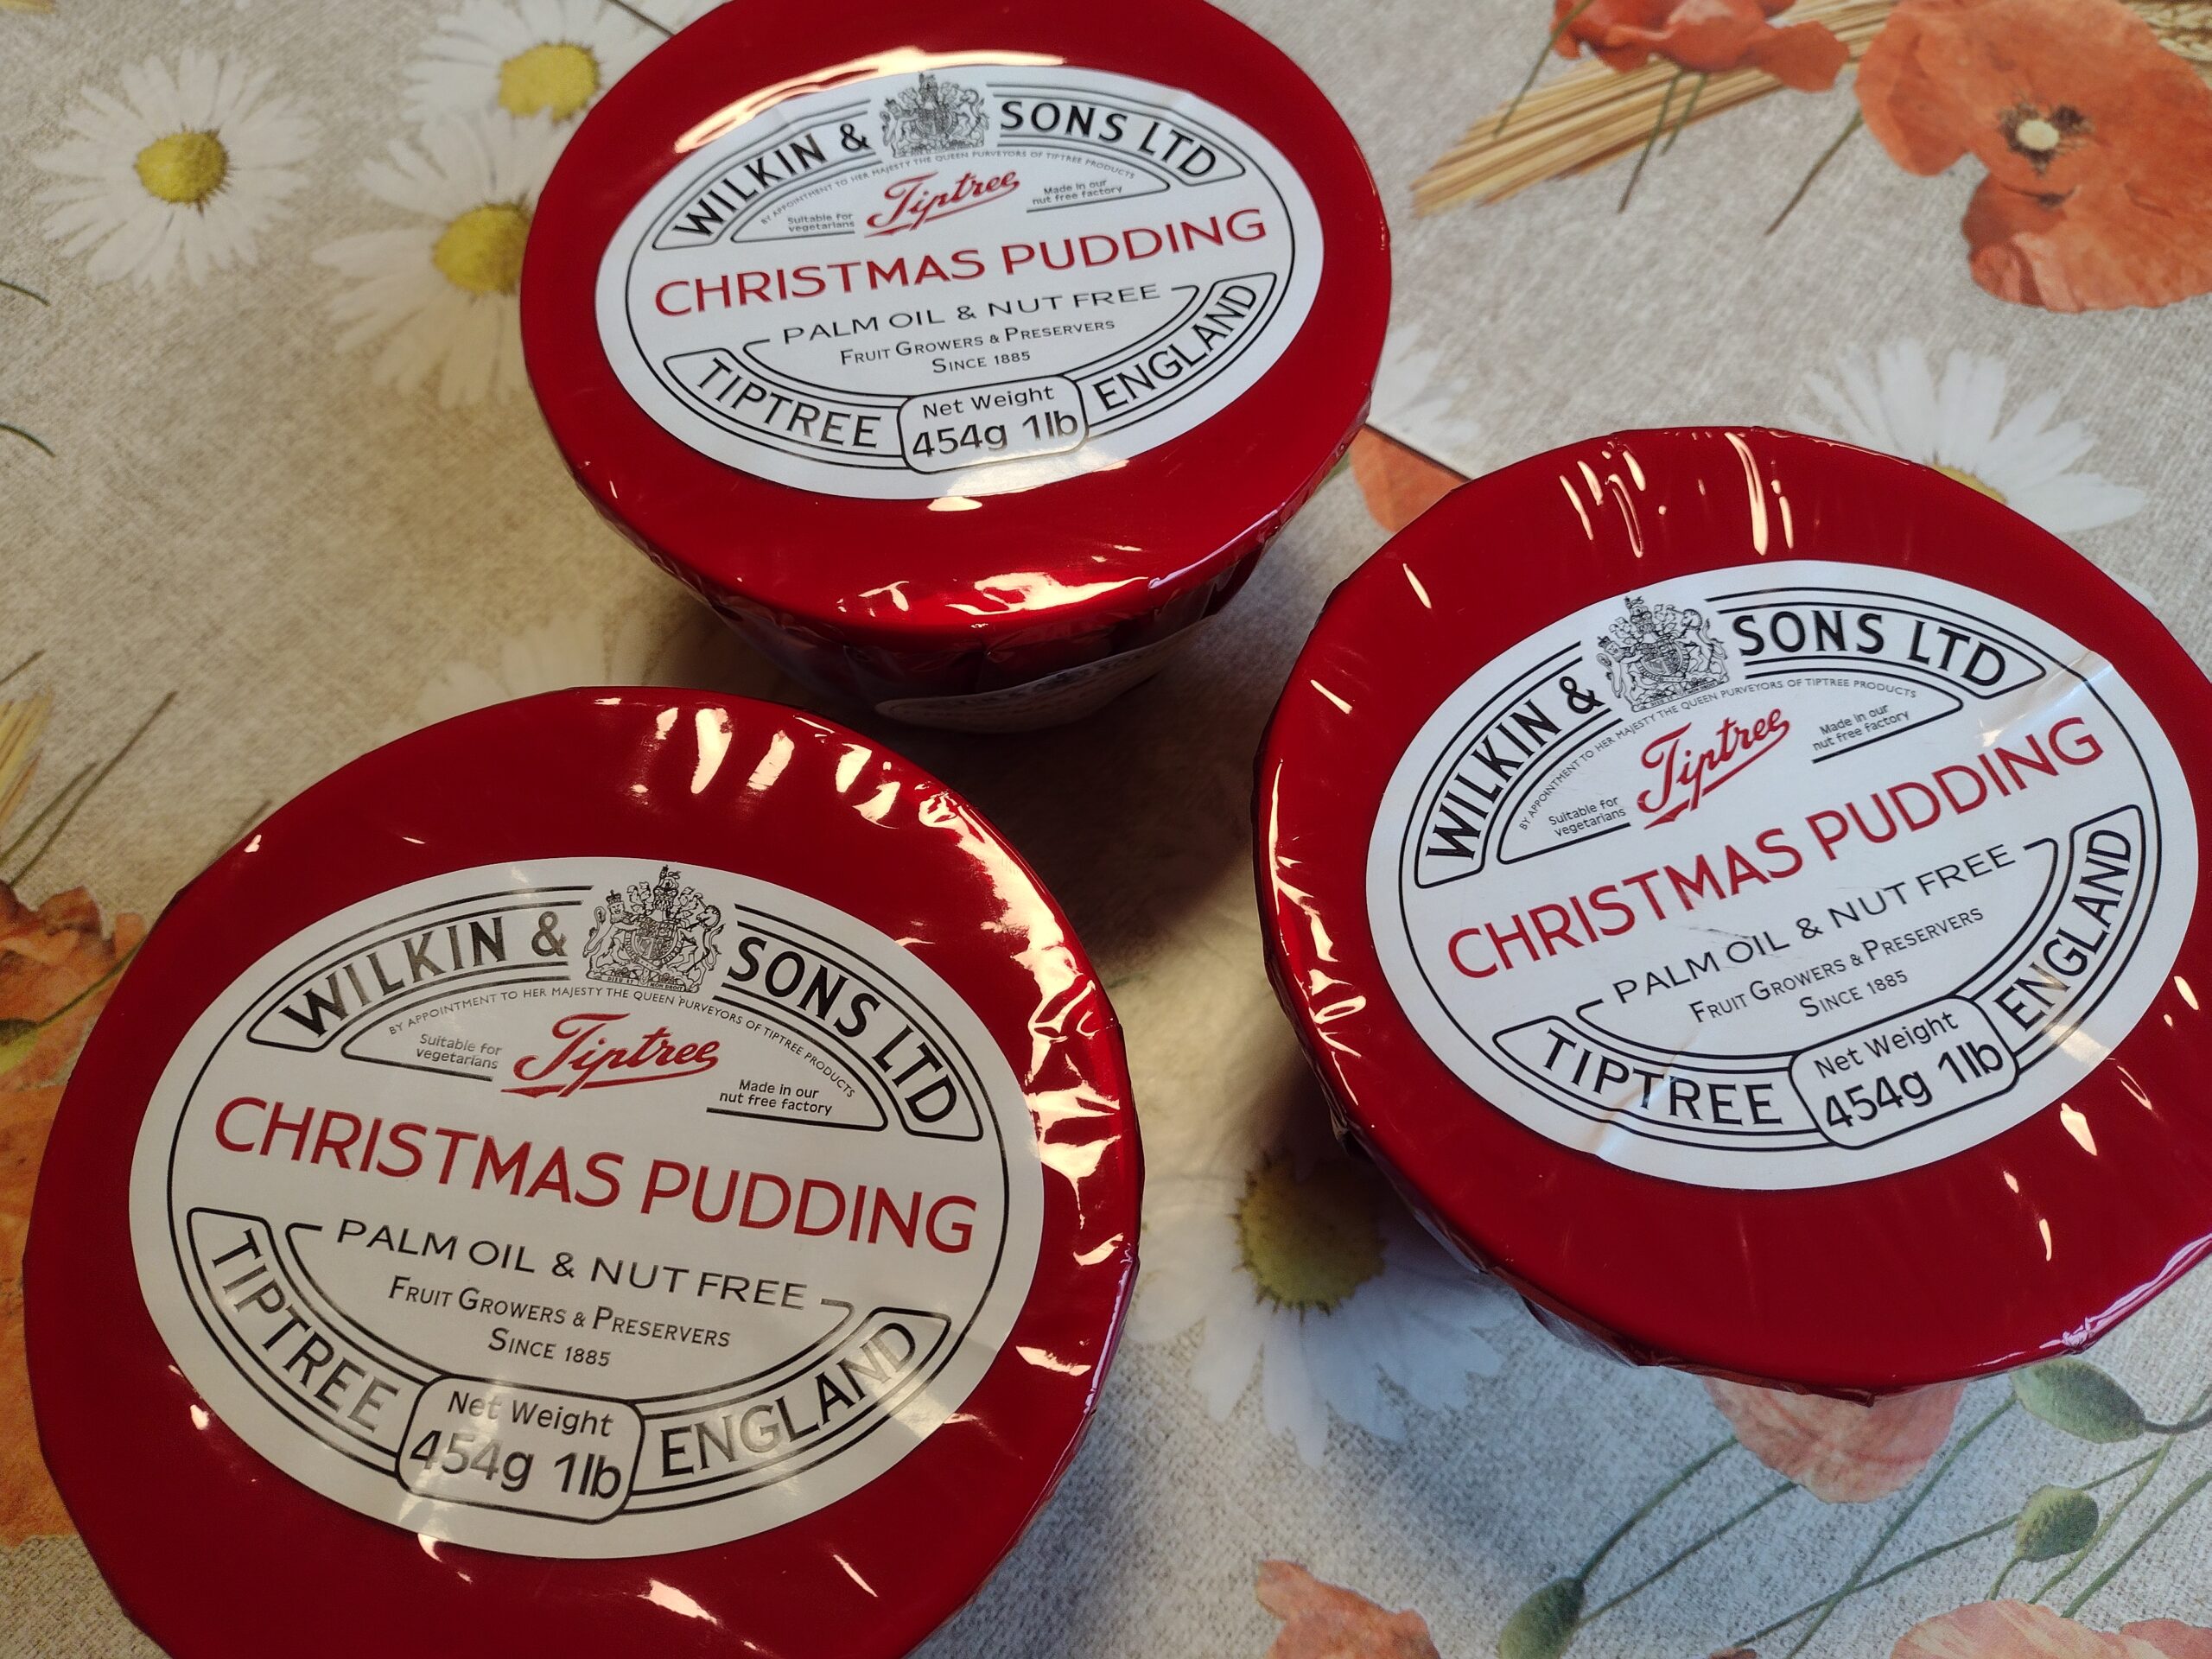 WILKIN & SONS LTD
BY APPOINTMENT TO HER MAJESTY THE QUEEN PURVEYORS OF TIPTREE PRODUCTS
Suitable for
vegetarians
Tiptree
Made in our
nut free factory
CHRISTMAS PUDDING
PALM OIL & NUT FREE
FRUIT GROWERS & PRESERVERS
SINCE 1885
TIPTREE
Net Weight
454g 1lb
ENGLAND
WILKIN & SONS LTD
BY APPOINTMENT TO HER MAJESTY THE QUEEN PURVEYORS OF TIPTREE PRODUCTS
Suitable for
vegetarians
Tiptree
Made in our
nut free factory
CHRISTMAS PUDDING
PALM OIL & NUT FREE
FRUIT GROWERS & PRESERVERS
SINCE 1885
TIPTREE
Net Weight
454g 1lb
ENGLAND
WILKIN & SONS LTD
BY APPOINTMENT TO HER MAJESTY THE QUEEN PURVEYORS OF TIPTREE PRODUCTS
Suitable for
vegetarians
Tiptree
Made in our
nut free factory
CHRISTMAS PUDDING
PALM OIL & NUT FREE
FRUIT GROWERS & PRESERVERS
SINCE 1885
TIPTREE
Net Weight
454g 1lb
ENGLAND